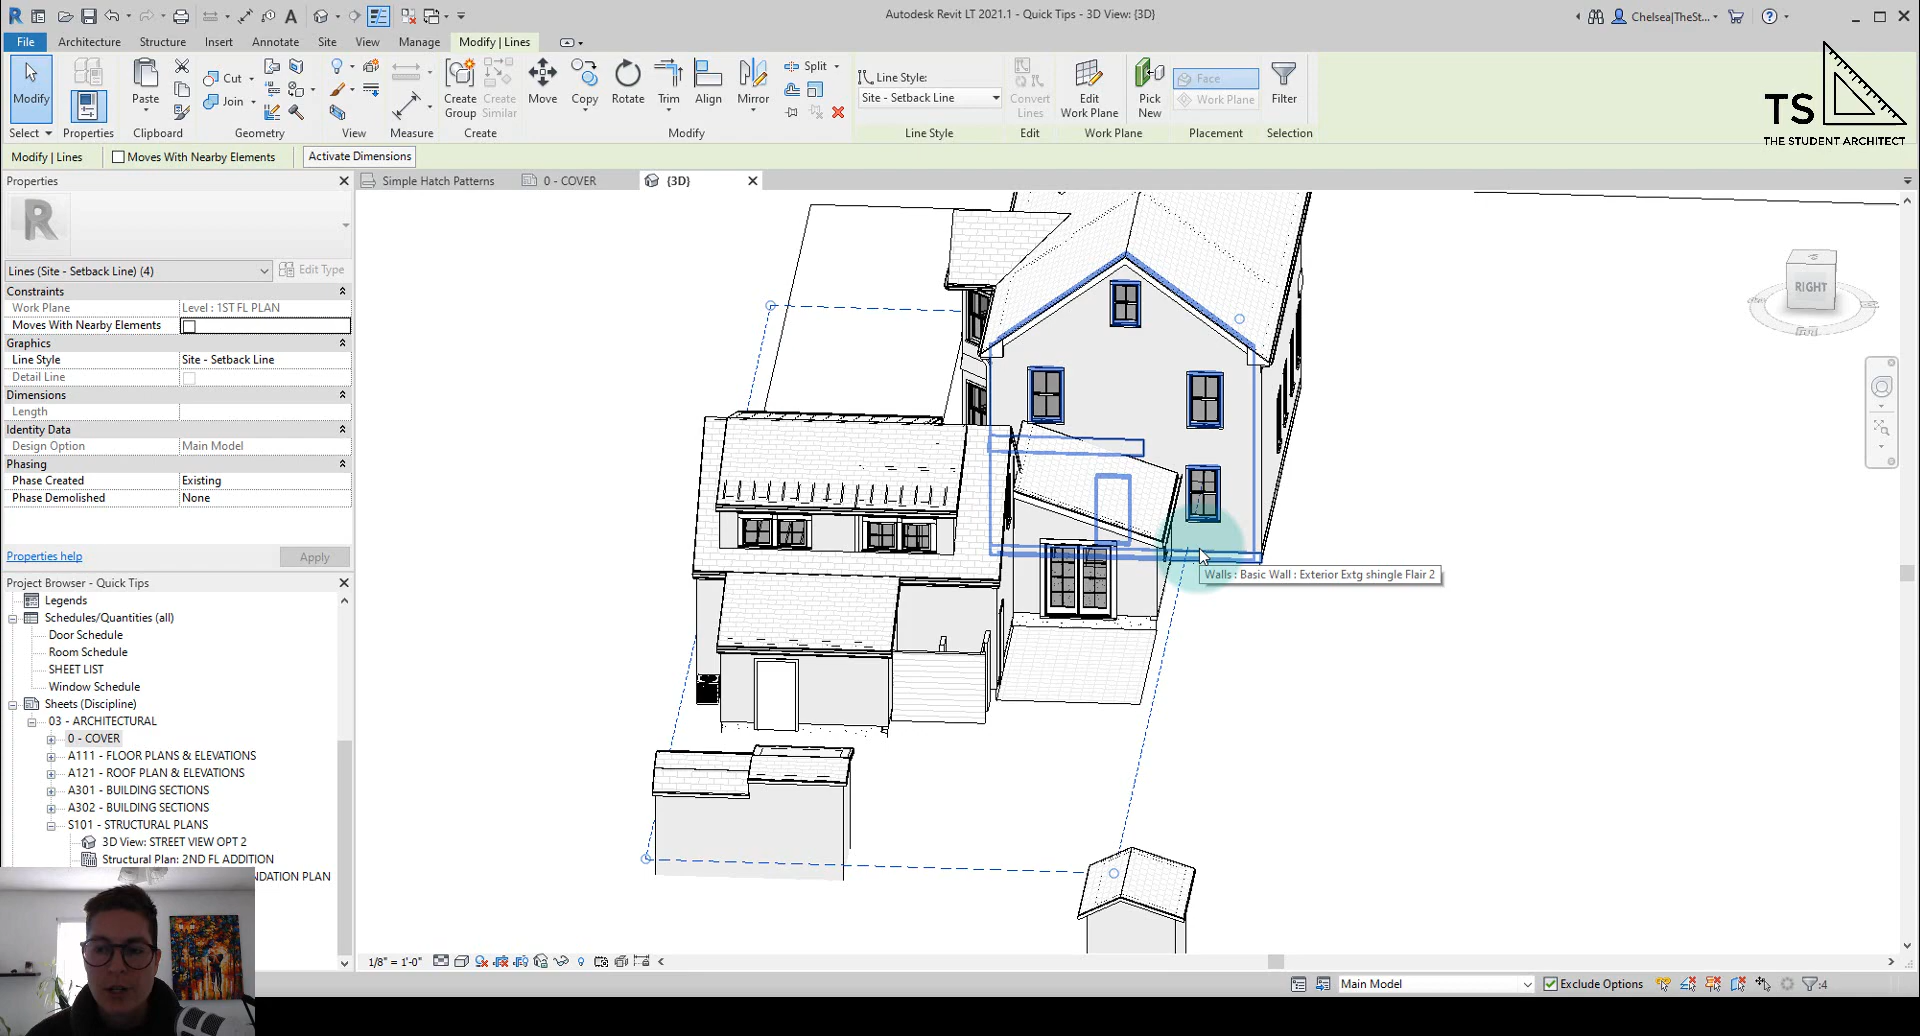 Autodesk Revit LT 2021.1 - Quick Tips - 3D View: {3D}
Chelsea|TheSt...
File Architecture Structure Insert Annotate Site View Manage Modify | Lines
Modify
Paste
Cut
Join
Create Group
Create Similar
Move
Copy
Rotate
Trim
Align
Mirror
Split
Line Style:
Site - Setback Line
Convert Lines
Edit Work Plane
Pick New
Face
Work Plane
Filter
Select Properties Clipboard Geometry View Measure Create Modify Line Style Edit Work Plane Placement Selection
TS
THE STUDENT ARCHITECT
Modify | Lines Moves With Nearby Elements Activate Dimensions
Properties
Simple Hatch Patterns 0 - COVER {3D}
R
Lines (Site - Setback Line) (4) Edit Type
Constraints
Work Plane Level : 1ST FL PLAN
Moves With Nearby Elements
Graphics
Line Style Site - Setback Line
Detail Line
Dimensions
Length
Identity Data
Design Option Main Model
Phasing
Phase Created Existing
Phase Demolished None
Properties help Apply
Project Browser - Quick Tips
Legends
Schedules/Quantities (all)
Door Schedule
Room Schedule
SHEET LIST
Window Schedule
Sheets (Discipline)
03 - ARCHITECTURAL
0 - COVER
A111 - FLOOR PLANS & ELEVATIONS
A121 - ROOF PLAN & ELEVATIONS
A301 - BUILDING SECTIONS
A302 - BUILDING SECTIONS
S101 - STRUCTURAL PLANS
3D View: STREET VIEW OPT 2
Structural Plan: 2ND FL ADDITION
NDATION PLAN
RIGHT
Walls : Basic Wall : Exterior Extg shingle Flair 2
1/8" = 1'-0"
Main Model Exclude Options :4